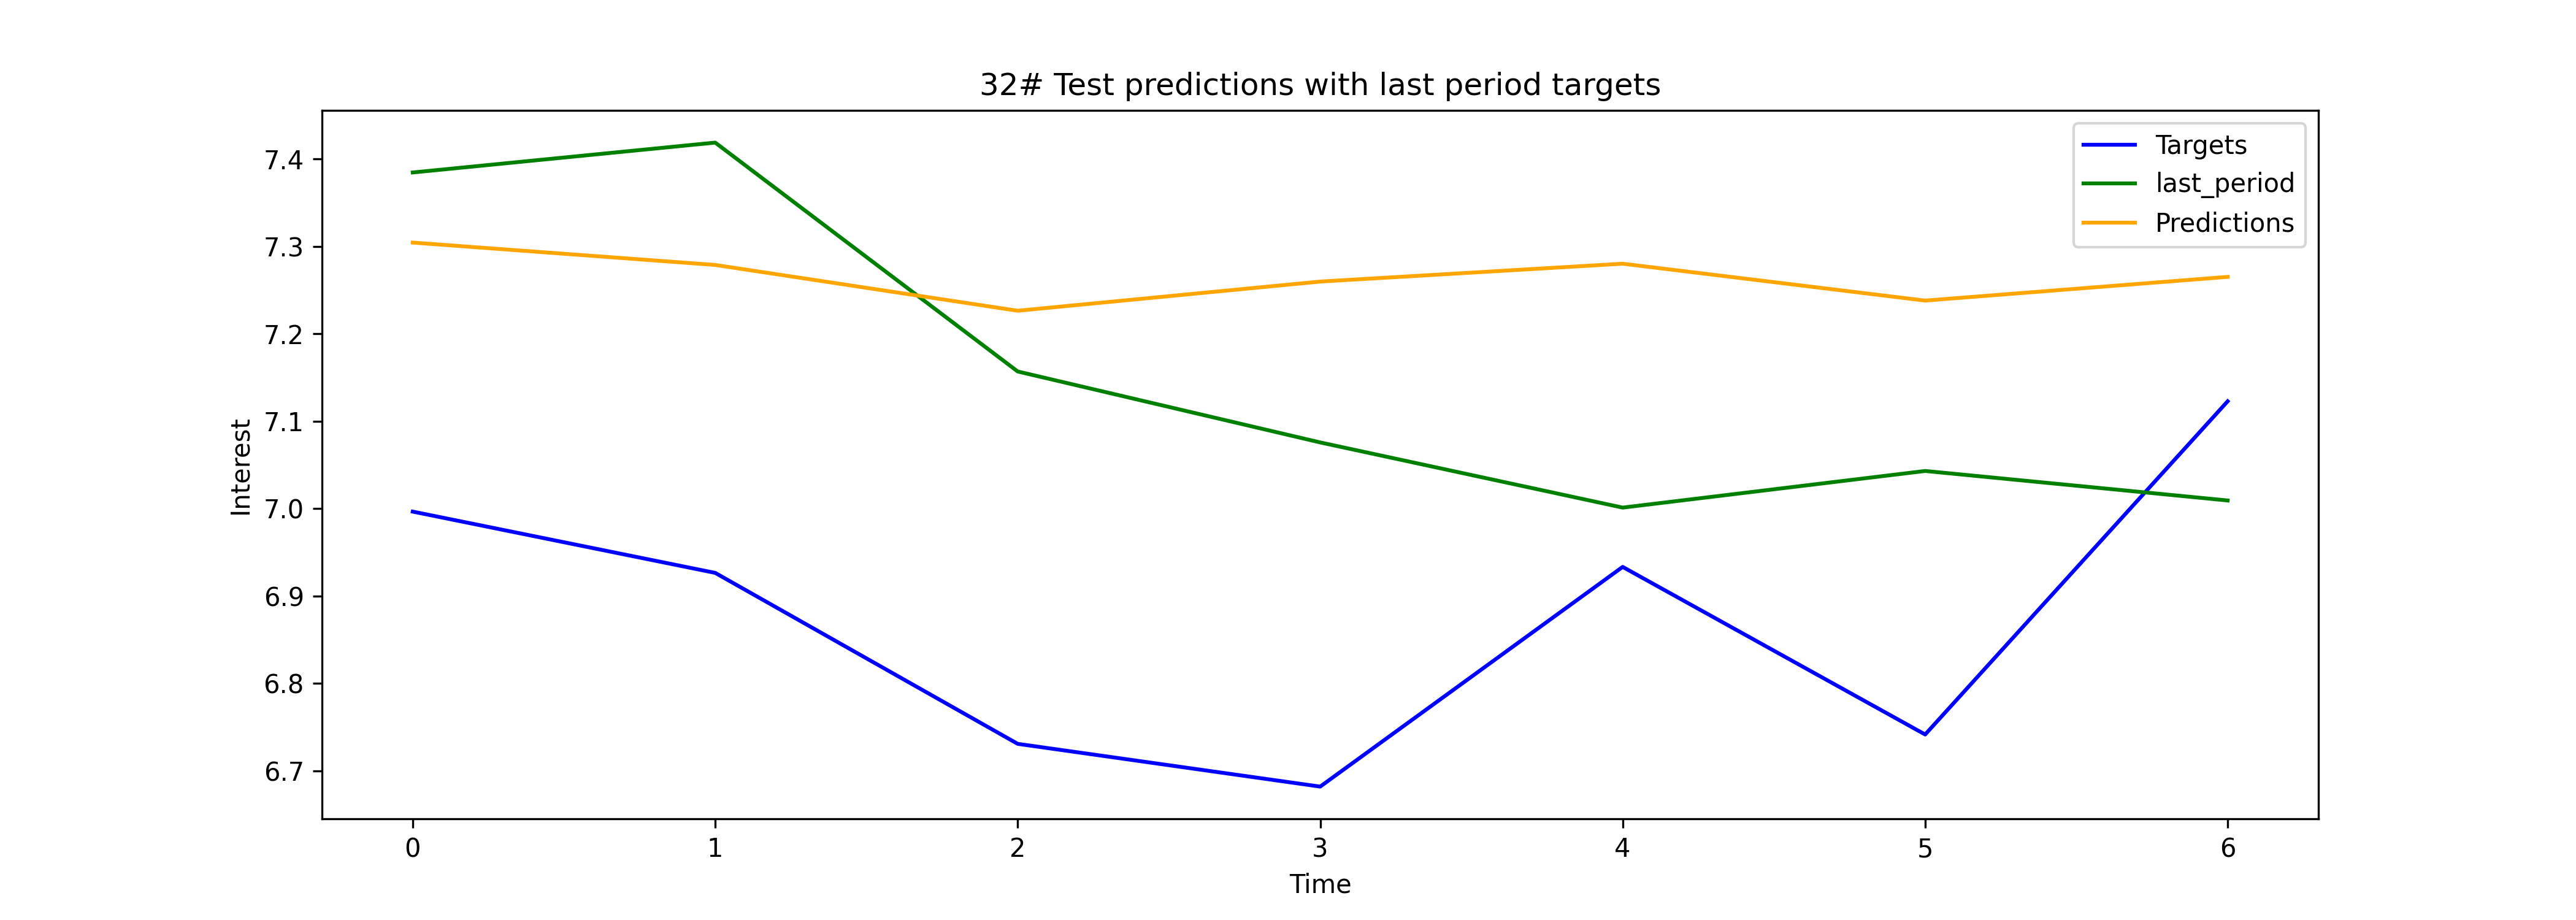 32# Test predictions with last period targets
Targets
last_period
Predictions
7.4
7.3
7.2
7.1
7.0
6.9
6.8
6.7
Interest
0 1 2 3 4 5 6
Time